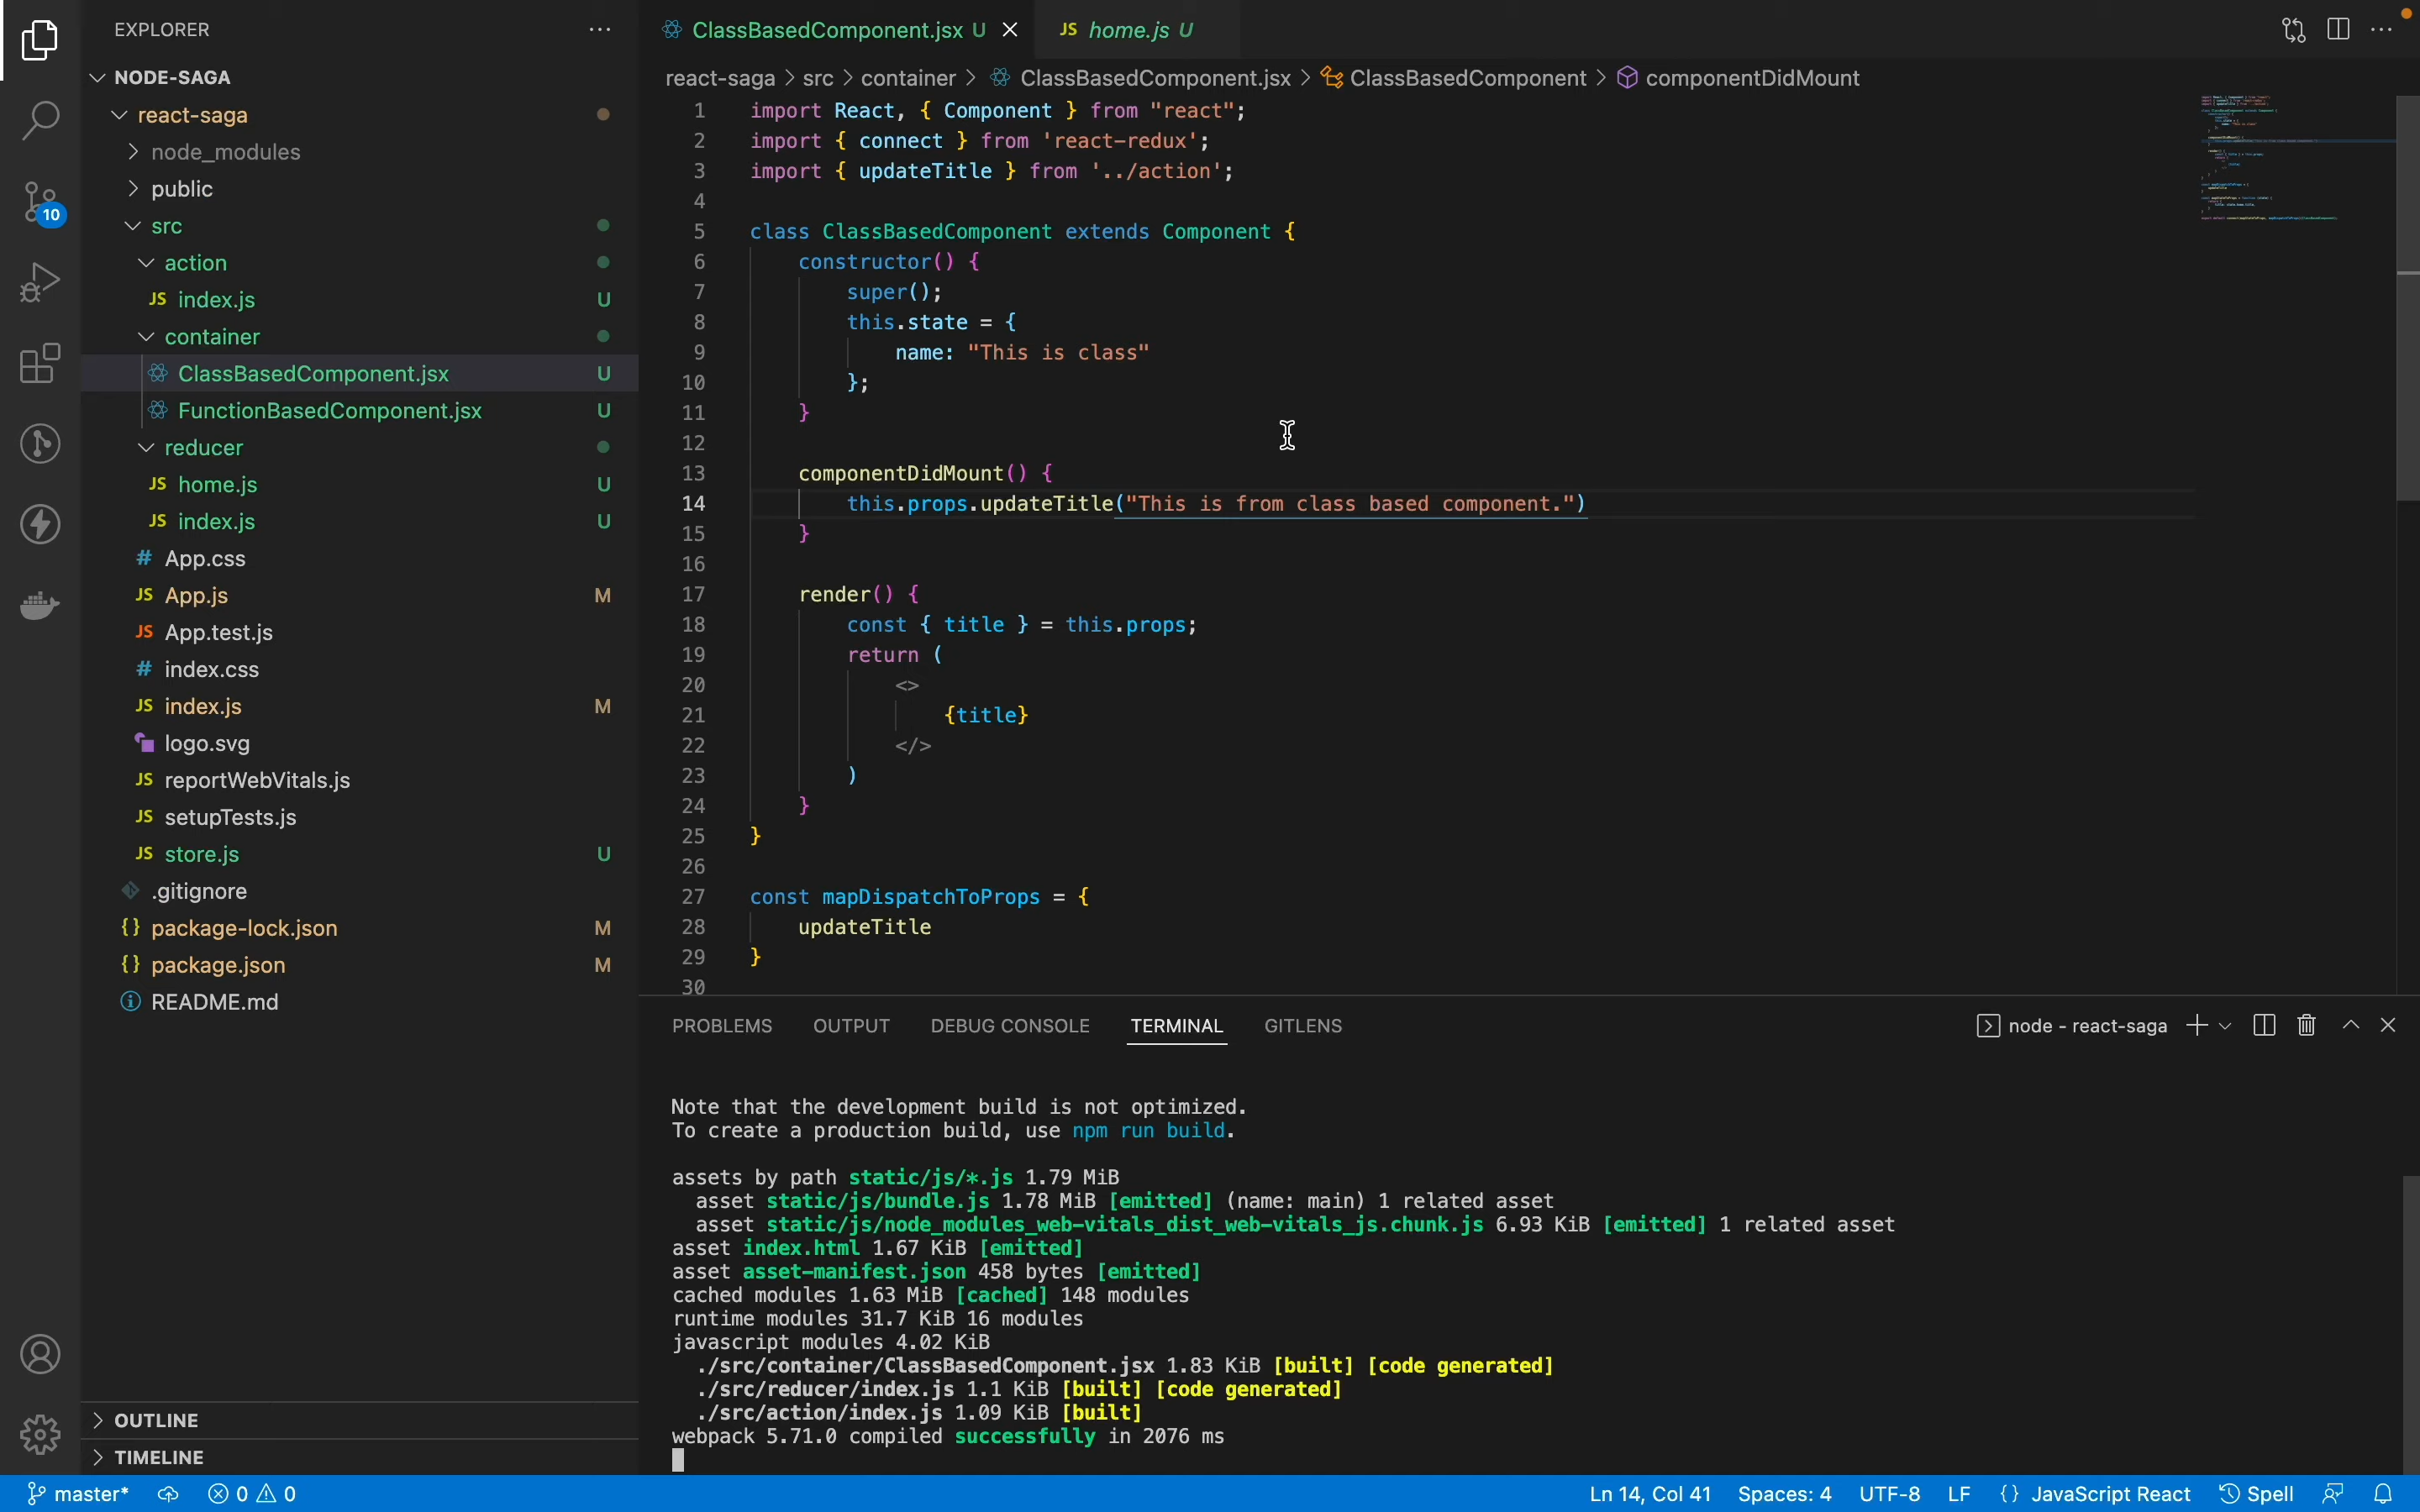 EXPLORER
NODE-SAGA
react-saga
node_modules
public
10
src
action
JS index.js U
container
ClassBasedComponent.jsx U
FunctionBasedComponent.jsx U
reducer
JS home.js U
JS index.js U
# App.css
JS App.js M
JS App.test.js
# index.css
JS index.js M
logo.svg
JS reportWebVitals.js
JS setupTests.js
JS store.js U
.gitignore
{} package-lock.json M
{} package.json M
README.md
OUTLINE
TIMELINE
ClassBasedComponent.jsx U
JS home.js U
react-saga > src > container > ClassBasedComponent.jsx > ClassBasedComponent > componentDidMount
1 import React, { Component } from "react";
2 import { connect } from 'react-redux';
3 import { updateTitle } from '../action';
4
5 class ClassBasedComponent extends Component {
6 constructor() {
7 super();
8 this.state = {
9 name: "This is class"
10 };
11 }
12
13 componentDidMount() {
14 this.props.updateTitle("This is from class based component.")
15 }
16
17 render() {
18 const { title } = this.props;
19 return (
20 <>
21 {title}
22 </>
23 )
24 }
25 }
26
27 const mapDispatchToProps = {
28 updateTitle
29 }
30
PROBLEMS OUTPUT DEBUG CONSOLE TERMINAL GITLENS
node - react-saga
Note that the development build is not optimized.
To create a production build, use npm run build.
assets by path static/js/*.js 1.79 MiB
asset static/js/bundle.js 1.78 MiB [emitted] (name: main) 1 related asset
asset static/js/node_modules_web-vitals_dist_web-vitals_js.chunk.js 6.93 KiB [emitted] 1 related asset
asset index.html 1.67 KiB [emitted]
asset asset-manifest.json 458 bytes [emitted]
cached modules 1.63 MiB [cached] 148 modules
runtime modules 31.7 KiB 16 modules
javascript modules 4.02 KiB
./src/container/ClassBasedComponent.jsx 1.83 KiB [built] [code generated]
./src/reducer/index.js 1.1 KiB [built] [code generated]
./src/action/index.js 1.09 KiB [built]
webpack 5.71.0 compiled successfully in 2076 ms
master* 0 0 Ln 14, Col 41 Spaces: 4 UTF-8 LF {} JavaScript React Spell